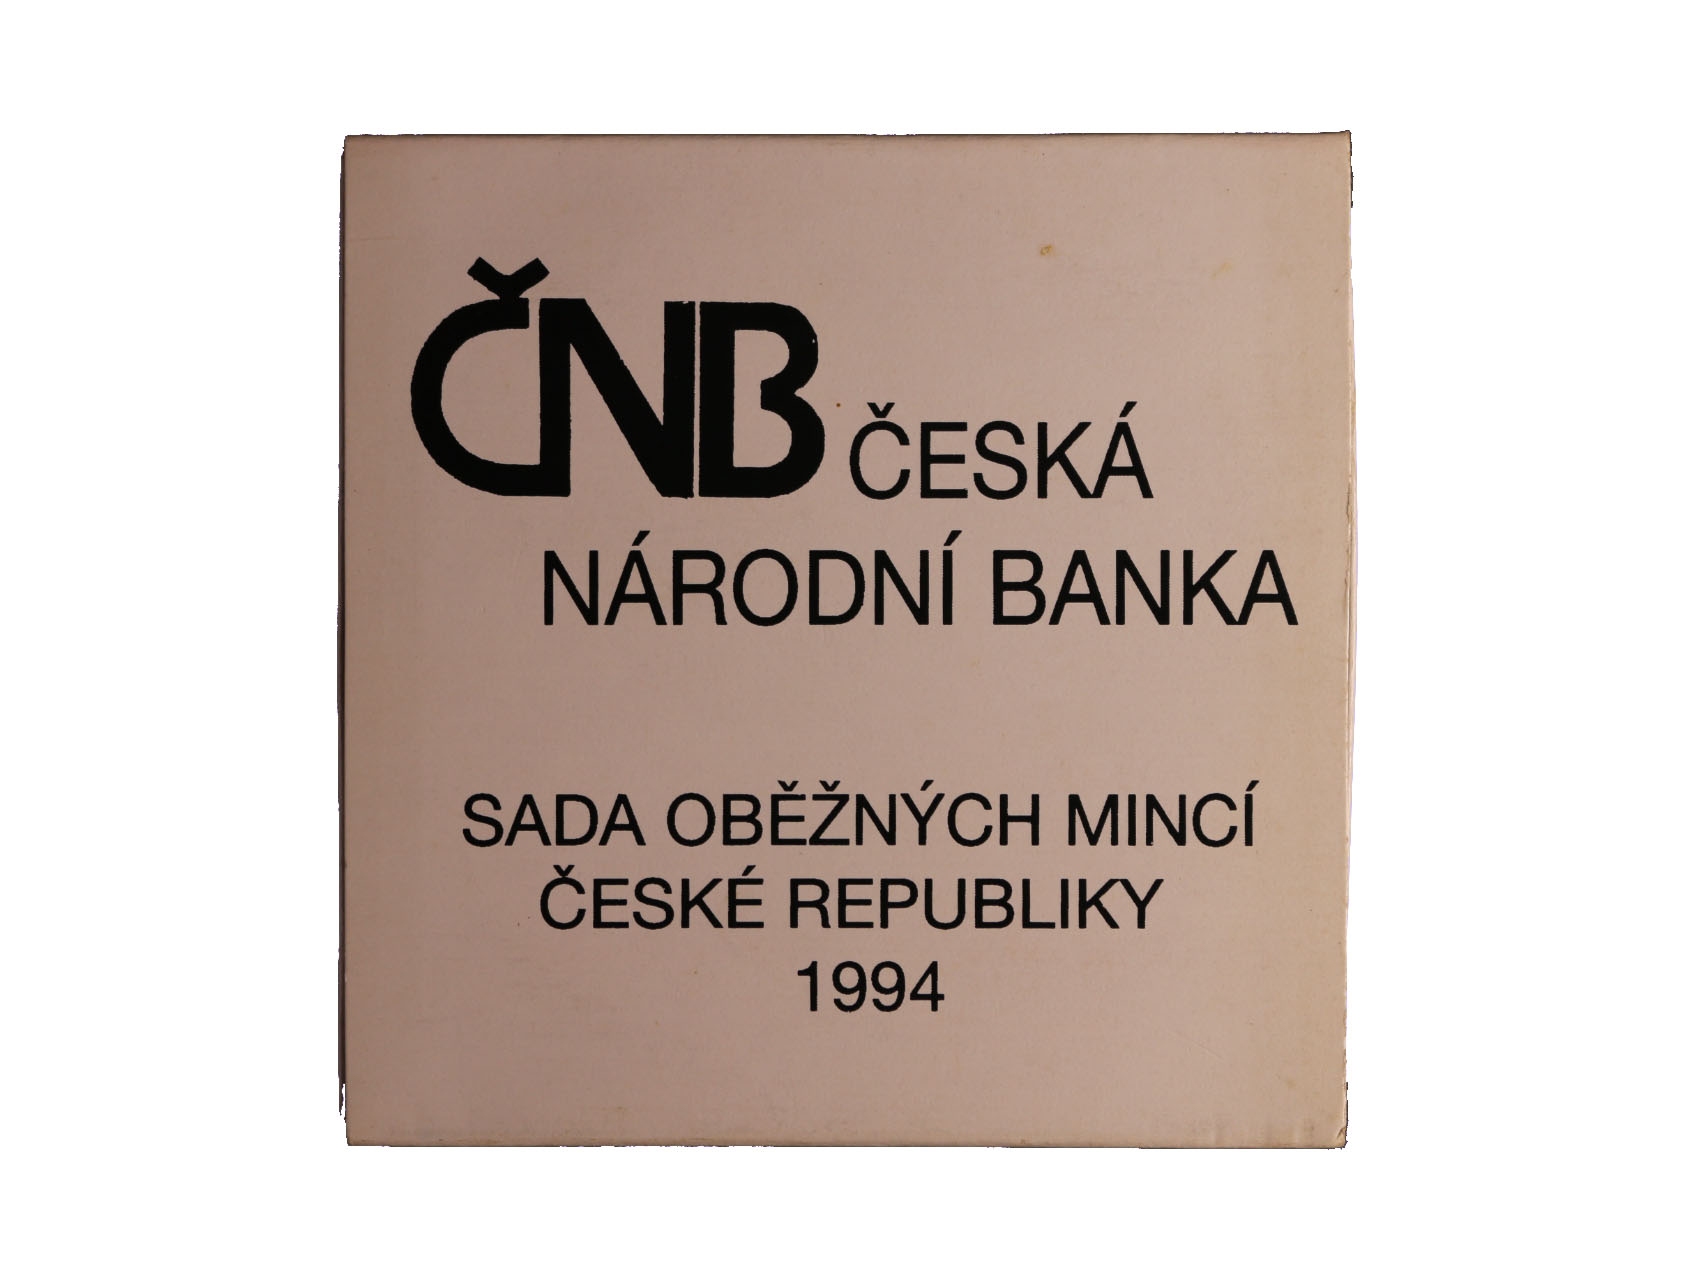 ČNB ČESKÁ
NÁRODNÍ BANKA
SADA OBĚŽNÝCH MINCÍ
ČESKÉ REPUBLIKY
1994